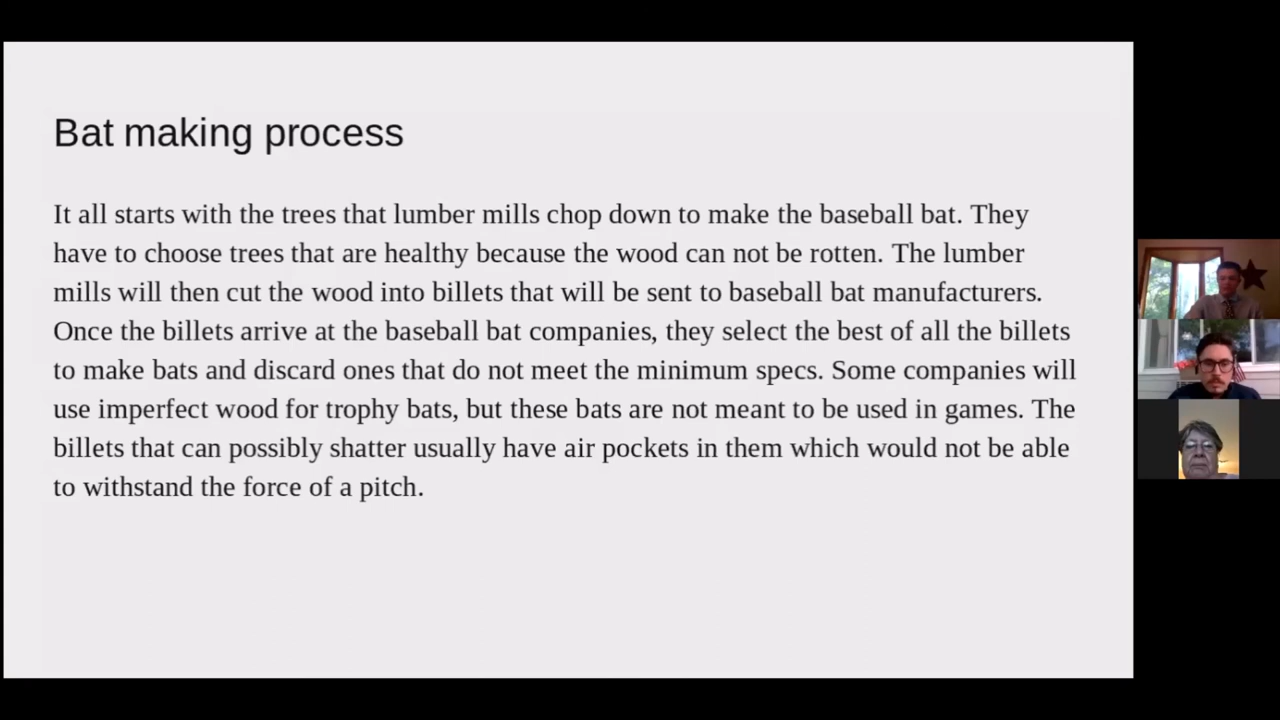 Bat making process
It all starts with the trees that lumber mills chop down to make the baseball bat. They
have to choose trees that are healthy because the wood can not be rotten. The lumber
mills will then cut the wood into billets that will be sent to baseball bat manufacturers.
Once the billets arrive at the baseball bat companies, they select the best of all the billets
to make bats and discard ones that do not meet the minimum specs. Some companies will
use imperfect wood for trophy bats, but these bats are not meant to be used in games. The
billets that can possibly shatter usually have air pockets in them which would not be able
to withstand the force of a pitch.